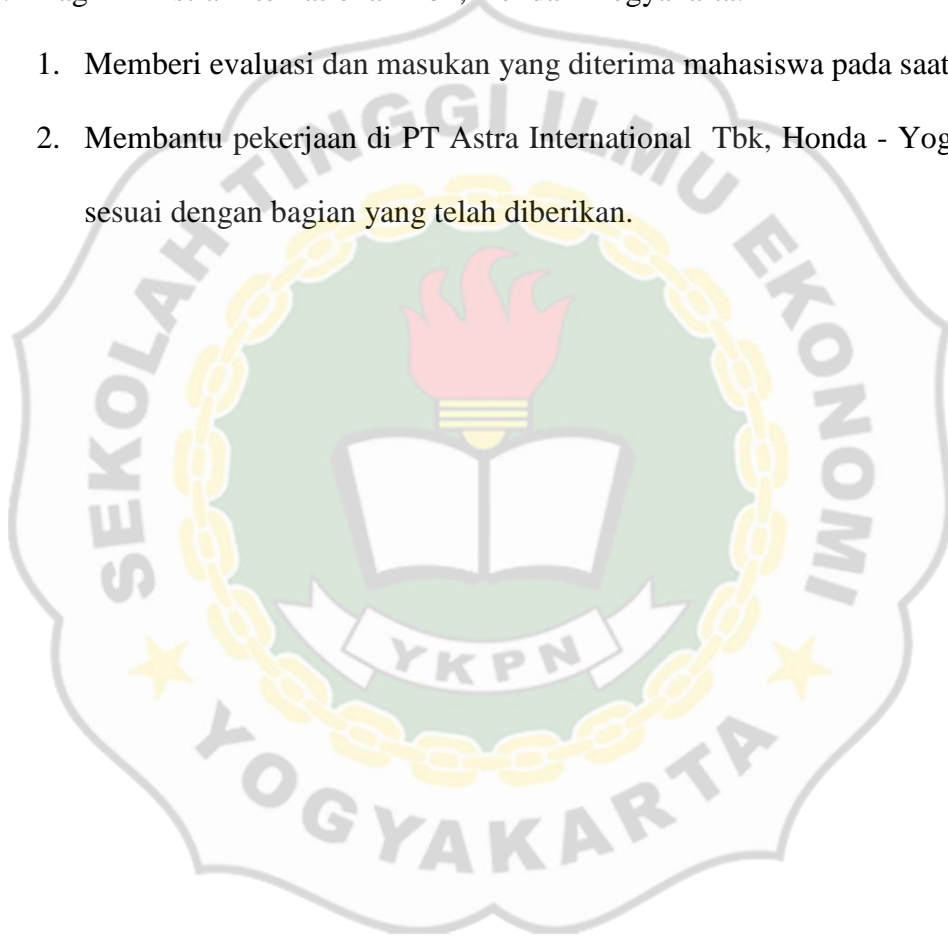 1. Memberi evaluasi dan masukan yang diterima mahasiswa pada saat
2. Membantu pekerjaan di PT Astra International Tbk, Honda - Yog
sesuai dengan bagian yang telah diberikan.
SEKOLAH TINGGI ILMU EKONOMI
YKPN
YOGYAKARTA